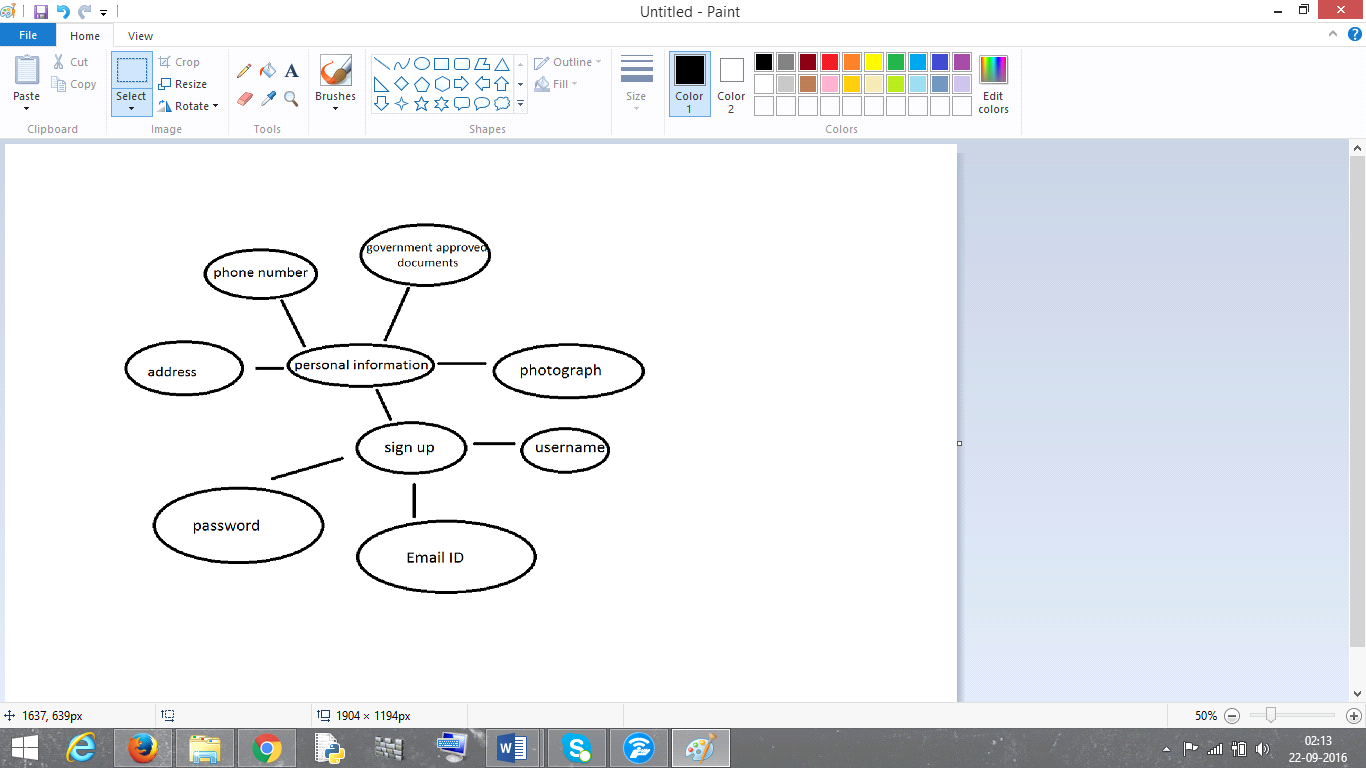 Untitled - Paint
File
Home
View
Paste
Cut
Copy
Clipboard
Select
Crop
Resize
Rotate
Image
A
Tools
Brushes
Outline
Fill
Shapes
Size
Color
1
Color
2
Edit
colors
Colors
government approved
documents
phone number
personal information
address
photograph
sign up
username
password
Email ID
1637, 639px
1904 × 1194px
50%
02:13
22-09-2016